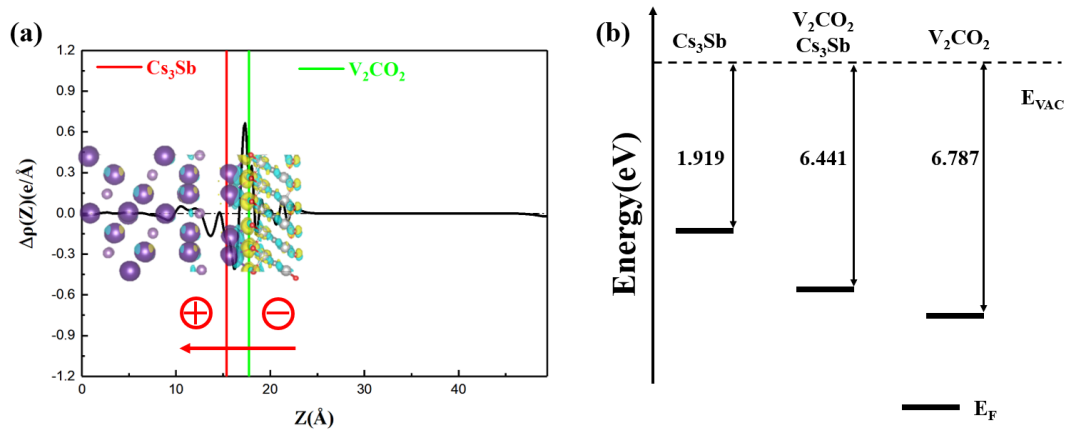 (a)
1.2
0.9
0.6
0.3
0.0
-0.3
-0.6
-0.9
-1.2
Δρ(Z)(e/Å)
Cs₃Sb
V₂CO₂
0
10
20
30
40
Z(Å)
(b)
Energy(eV)
Cs₃Sb
V₂CO₂
Cs₃Sb
V₂CO₂
E_VAC
1.919
6.441
6.787
E_F